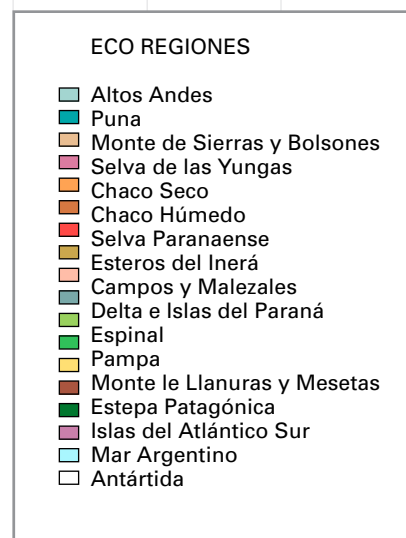 ECO REGIONES
Altos Andes
Puna
Monte de Sierras y Bolsones
Selva de las Yungas
Chaco Seco
Chaco Húmedo
Selva Paranaense
Esteros del Inerá
Campos y Malezales
Delta e Islas del Paraná
Espinal
Pampa
Monte le Llanuras y Mesetas
Estepa Patagónica
Islas del Atlántico Sur
Mar Argentino
Antártida